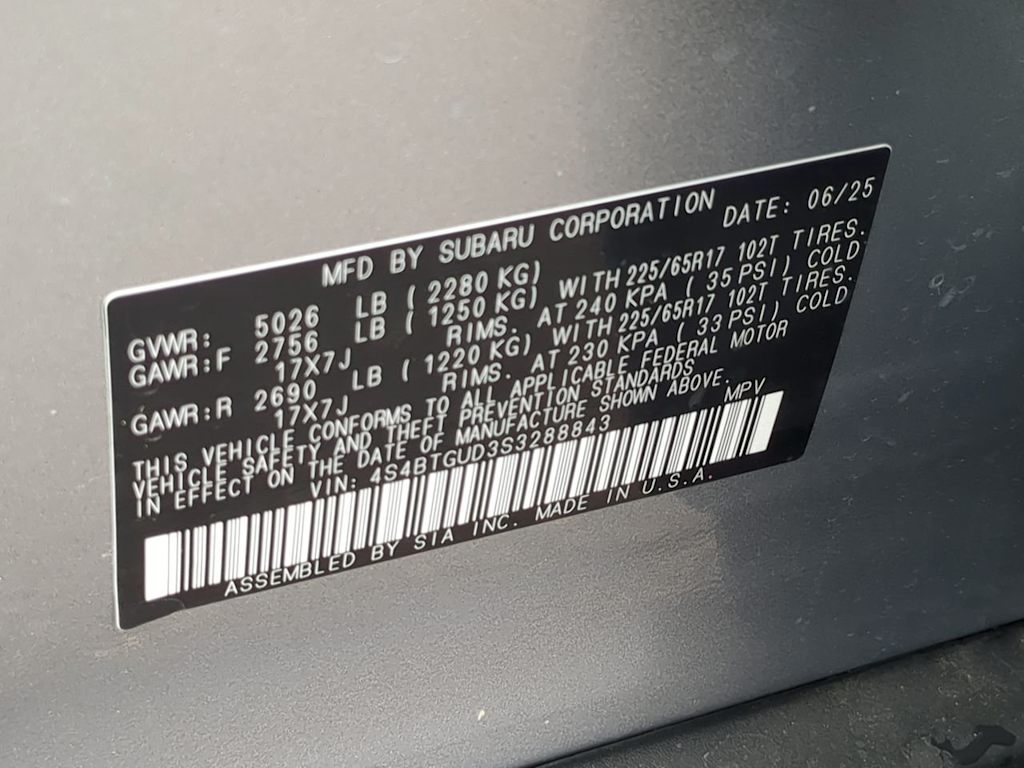 MFD BY SUBARU CORPORATION DATE: 06/25
GVWR: 5026 LB ( 2280 KG)
GAWR:F 2756 LB ( 1250 KG) WITH 225/65R17 102T TIRES.
17X7J RIMS. AT 240 KPA ( 35 PSI) COLD
GAWR:R 2690 LB ( 1220 KG) WITH 225/65R17 102T TIRES.
17X7J RIMS. AT 230 KPA ( 33 PSI) COLD
THIS VEHICLE CONFORMS TO ALL APPLICABLE FEDERAL MOTOR
VEHICLE SAFETY AND THEFT PREVENTION STANDARDS
IN EFFECT ON THE DATE OF MANUFACTURE SHOWN ABOVE.
VIN: 4S4BTGUD3S3288843 MPV
ASSEMBLED BY SIA INC. MADE IN U.S.A.